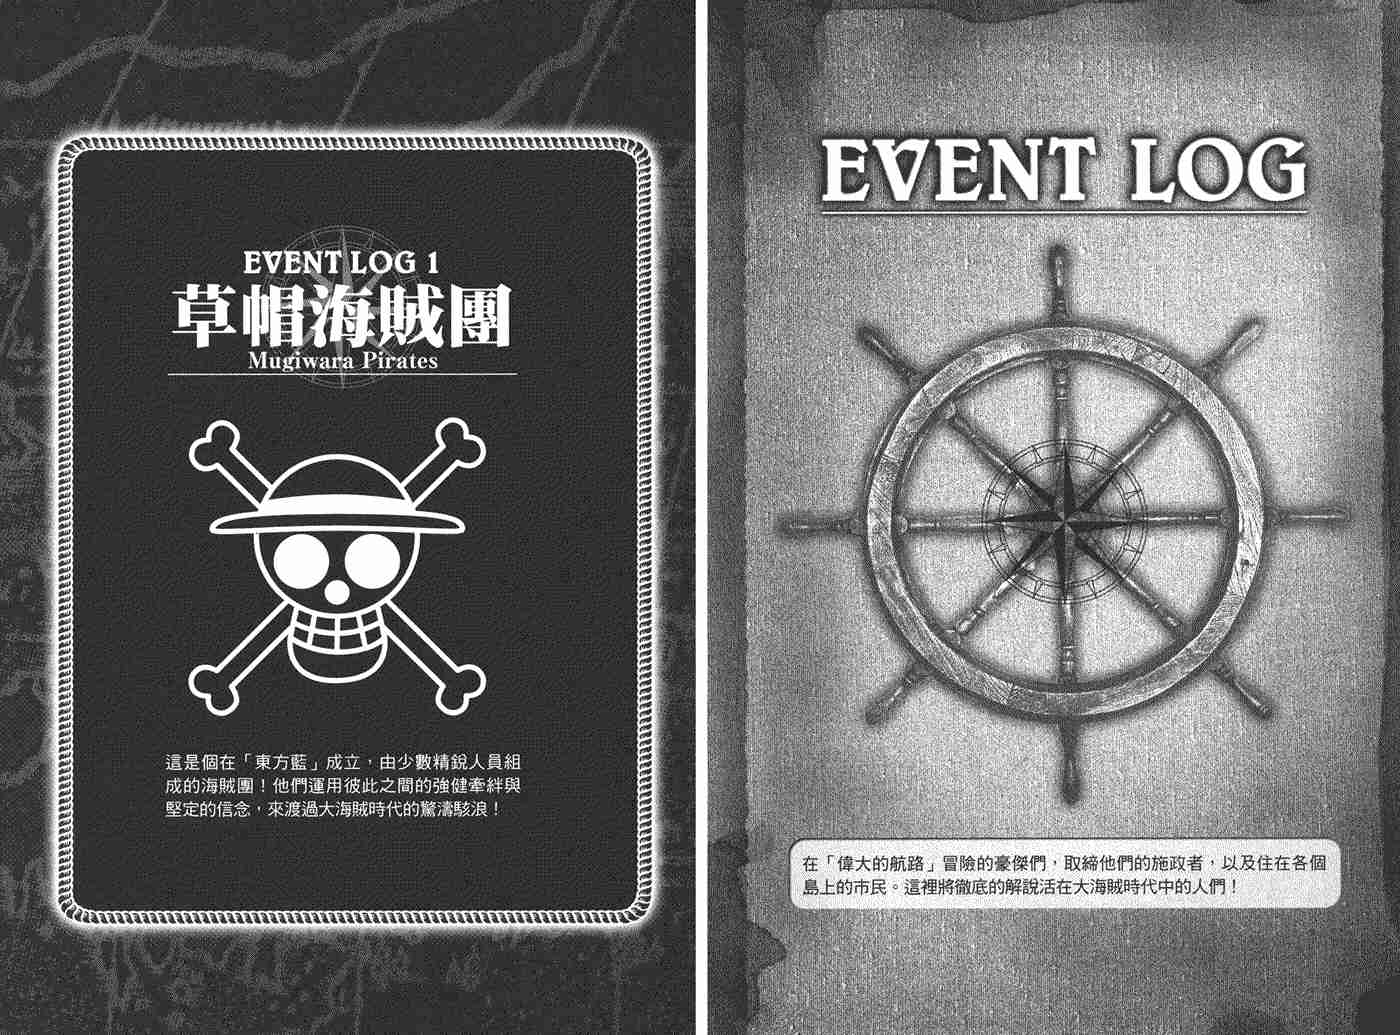 EVENT LOG
在「偉大的航路」冒險的豪傑們，取締他們的施政者，以及住在各個
島上的市民。這裡將徹底的解說活在大海賊時代中的人們！
EVENT LOG 1
草帽海賊團
Mugiwara Pirates
這是個在「東方藍」成立，由少數精銳人員組
成的海賊團！他們運用彼此之間的強健牽絆與
堅定的信念，來渡過大海賊時代的驚濤駭浪！